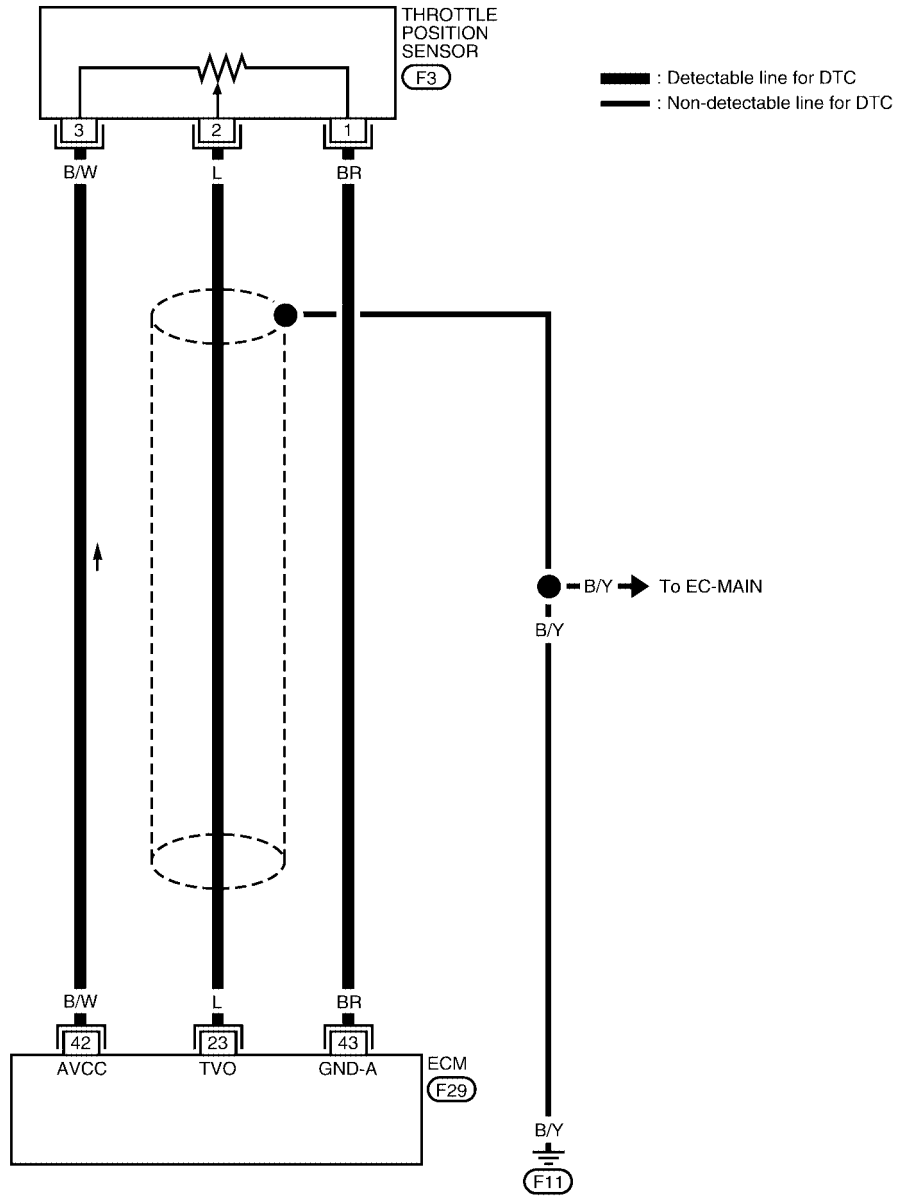 THROTTLE
POSITION
SENSOR
F3
: Detectable line for DTC
: Non-detectable line for DTC
3 2 1
B/W L BR
B/Y To EC-MAIN
B/Y
B/W L BR
42 23 43
AVCC TVO GND-A
ECM
F29
B/Y
F11